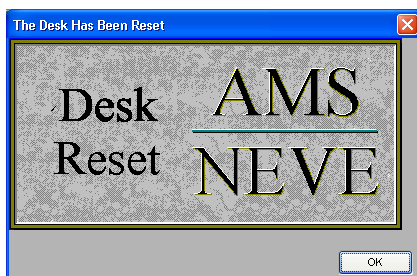 The Desk Has Been Reset
Desk
Reset
AMS
NEVE
OK